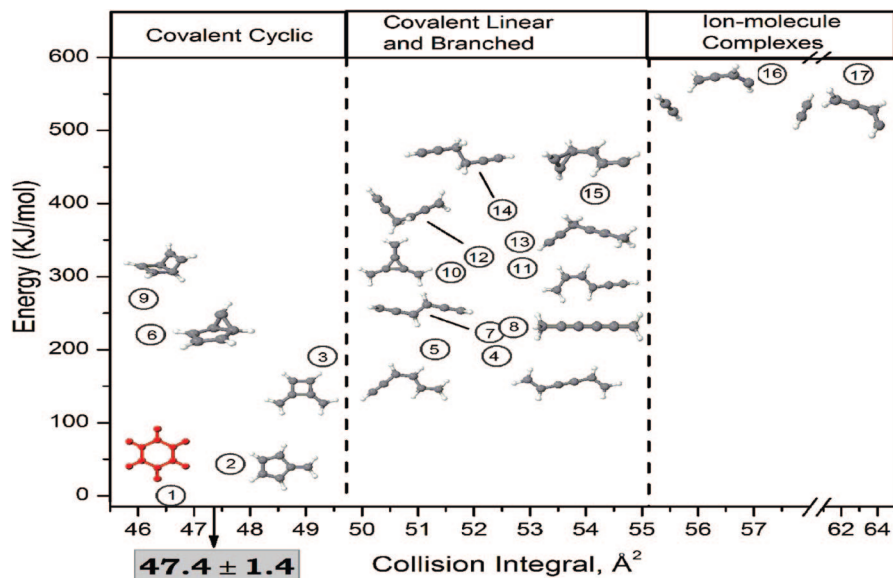 Covalent Cyclic
Covalent Linear
and Branched
Ion-molecule
Complexes
Energy (KJ/mol)
600
500
400
300
200
100
0
16
17
15
14
13
12
11
10
9
8
7
6
5
4
3
2
1
46 47 48 49 50 51 52 53 54 55 56 57 62 64
47.4 ± 1.4
Collision Integral, Å²